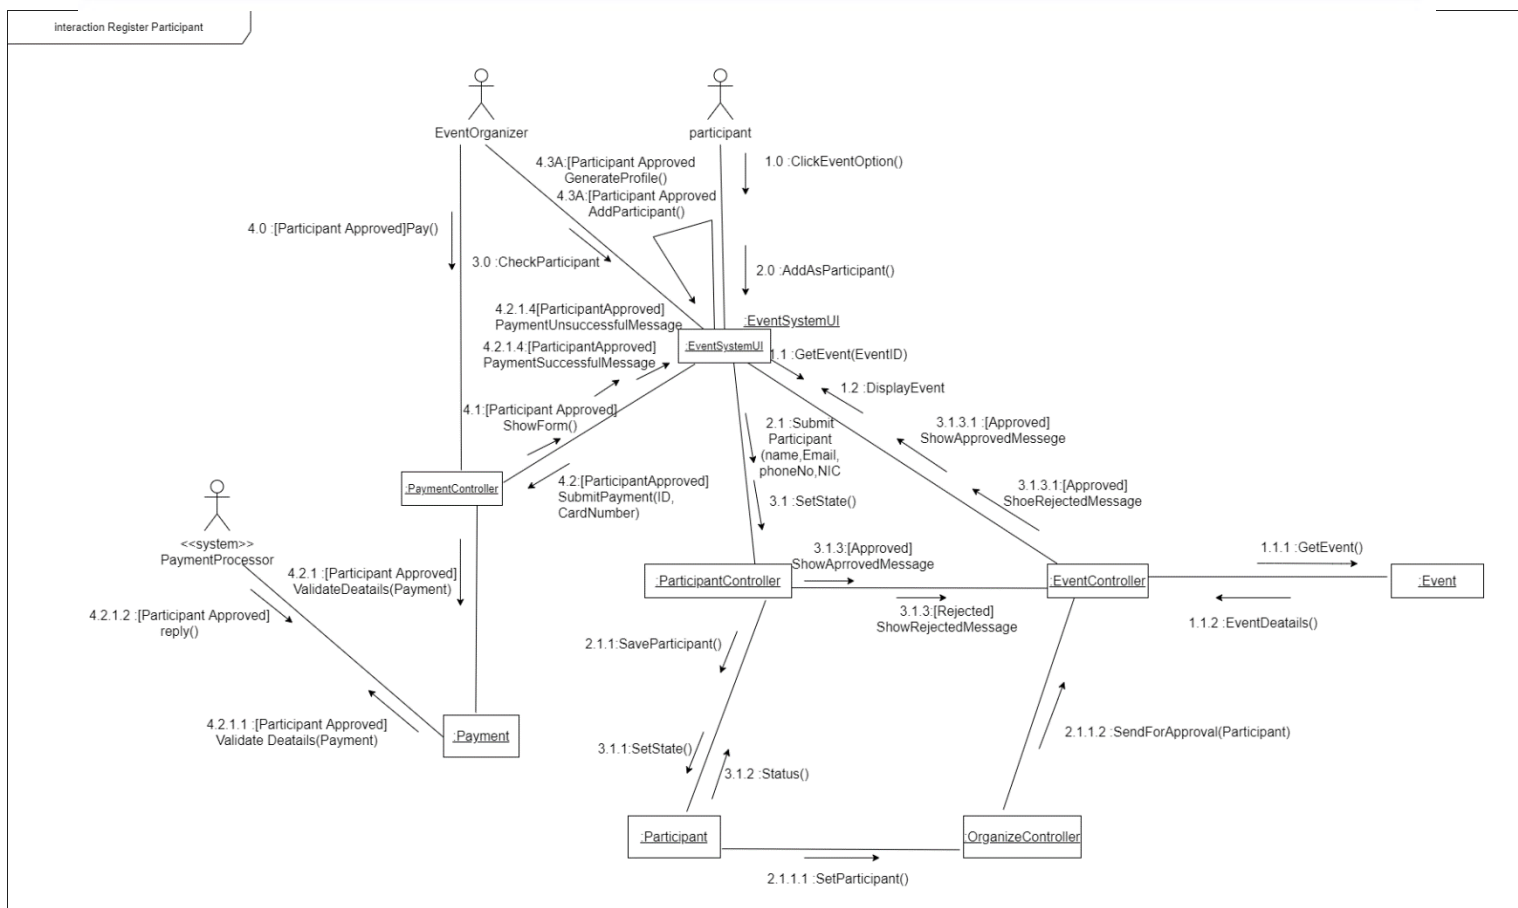 interaction Register Participant
EventOrganizer
participant
4.3A:[Participant Approved
GenerateProfile()
4.3A:[Participant Approved
AddParticipant()
1.0 :ClickEventOption()
4.0 :[Participant Approved]Pay()
3.0 :CheckParticipant
2.0 :AddAsParticipant()
4.2.1.4[ParticipantApproved]
PaymentUnsuccessfulMessage
:EventSystemUI
:EventSystemUI
4.2.1.4:[ParticipantApproved]
PaymentSuccessfulMessage
1.1 :GetEvent(EventID)
1.2 :DisplayEvent
4.1:[Participant Approved]
ShowForm()
2.1 :Submit
Participant
(name,Email,
phoneNo,NIC
3.1.3.1 :[Approved]
ShowApprovedMessege
:PaymentController
4.2:[ParticipantApproved]
SubmitPayment(ID,
CardNumber)
3.1 :SetState()
3.1.3.1:[Approved]
ShoeRejectedMessage
<<system>>
PaymentProcessor
4.2.1 :[Participant Approved]
ValidateDeatails(Payment)
3.1.3:[Approved]
ShowAprrovedMessage
1.1.1 :GetEvent()
:ParticipantController
:EventController
:Event
4.2.1.2 :[Participant Approved]
reply()
3.1.3:[Rejected]
ShowRejectedMessage
1.1.2 :EventDeatails()
2.1.1:SaveParticipant()
4.2.1.1 :[Participant Approved]
Validate Deatails(Payment)
:Payment
3.1.1:SetState()
3.1.2 :Status()
2.1.1.2 :SendForApproval(Participant)
:Participant
:OrganizeController
2.1.1.1 :SetParticipant()